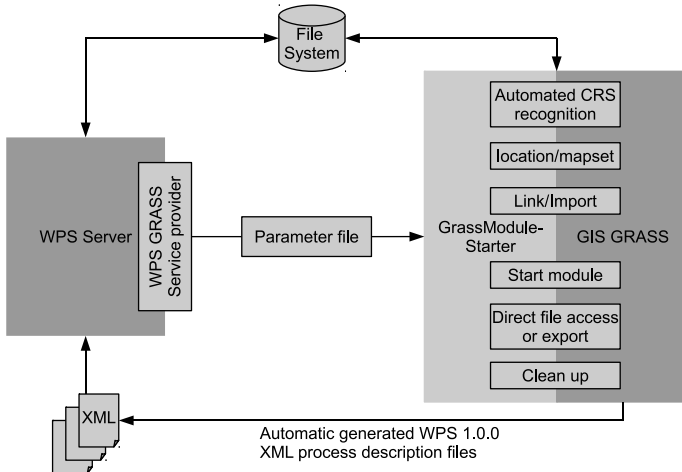 File
System
Automated CRS
recognition
location/mapset
Link/Import
WPS Server
WPS GRASS
Service provider
Parameter file
GrassModule-
Starter
GIS GRASS
Start module
Direct file access
or export
Clean up
XML
Automatic generated WPS 1.0.0
XML process description files